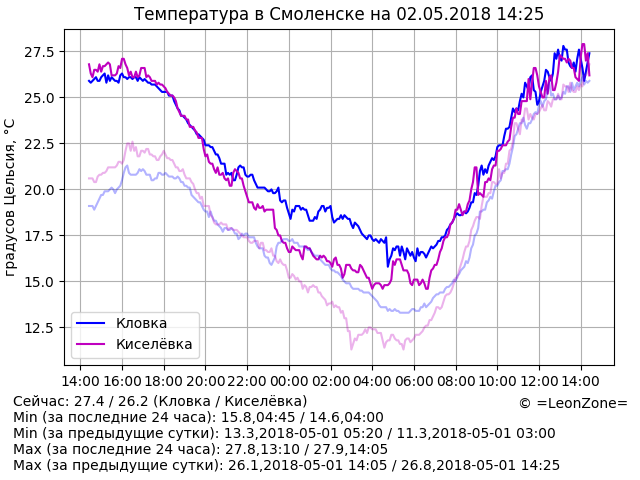 Температура в Смоленске на 02.05.2018 14:25
градусов Цельсия, °C
27.5
25.0
22.5
20.0
17.5
15.0
12.5
Кловка
Киселёвка
14:00 16:00 18:00 20:00 22:00 00:00 02:00 04:00 06:00 08:00 10:00 12:00 14:00
Сейчас: 27.4 / 26.2 (Кловка / Киселёвка)
© =LeonZone=
Min (за последние 24 часа): 15.8,04:45 / 14.6,04:00
Min (за предыдущие сутки): 13.3,2018-05-01 05:20 / 11.3,2018-05-01 03:00
Max (за последние 24 часа): 27.8,13:10 / 27.9,14:05
Max (за предыдущие сутки): 26.1,2018-05-01 14:05 / 26.8,2018-05-01 14:25